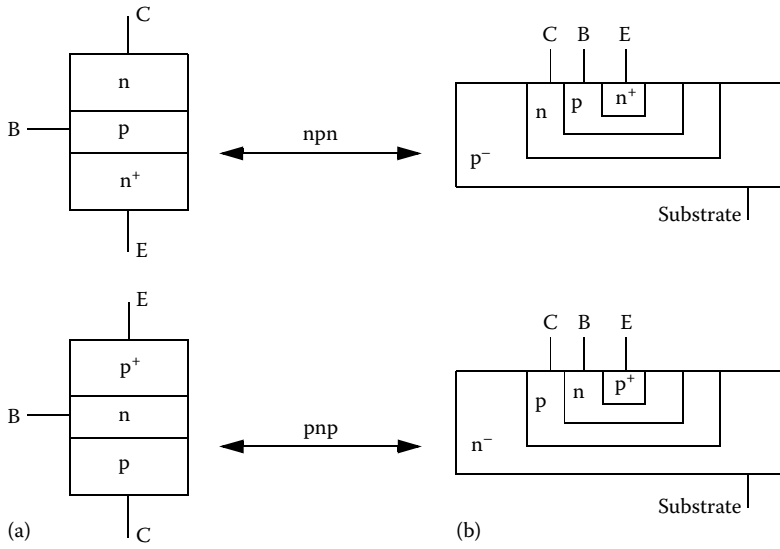 C
n
B
p
n⁺
E
npn
C B E
n p n⁺
p⁻
Substrate
E
p⁺
B
n
p
C
pnp
C B E
p n p⁺
n⁻
Substrate
(a)
(b)